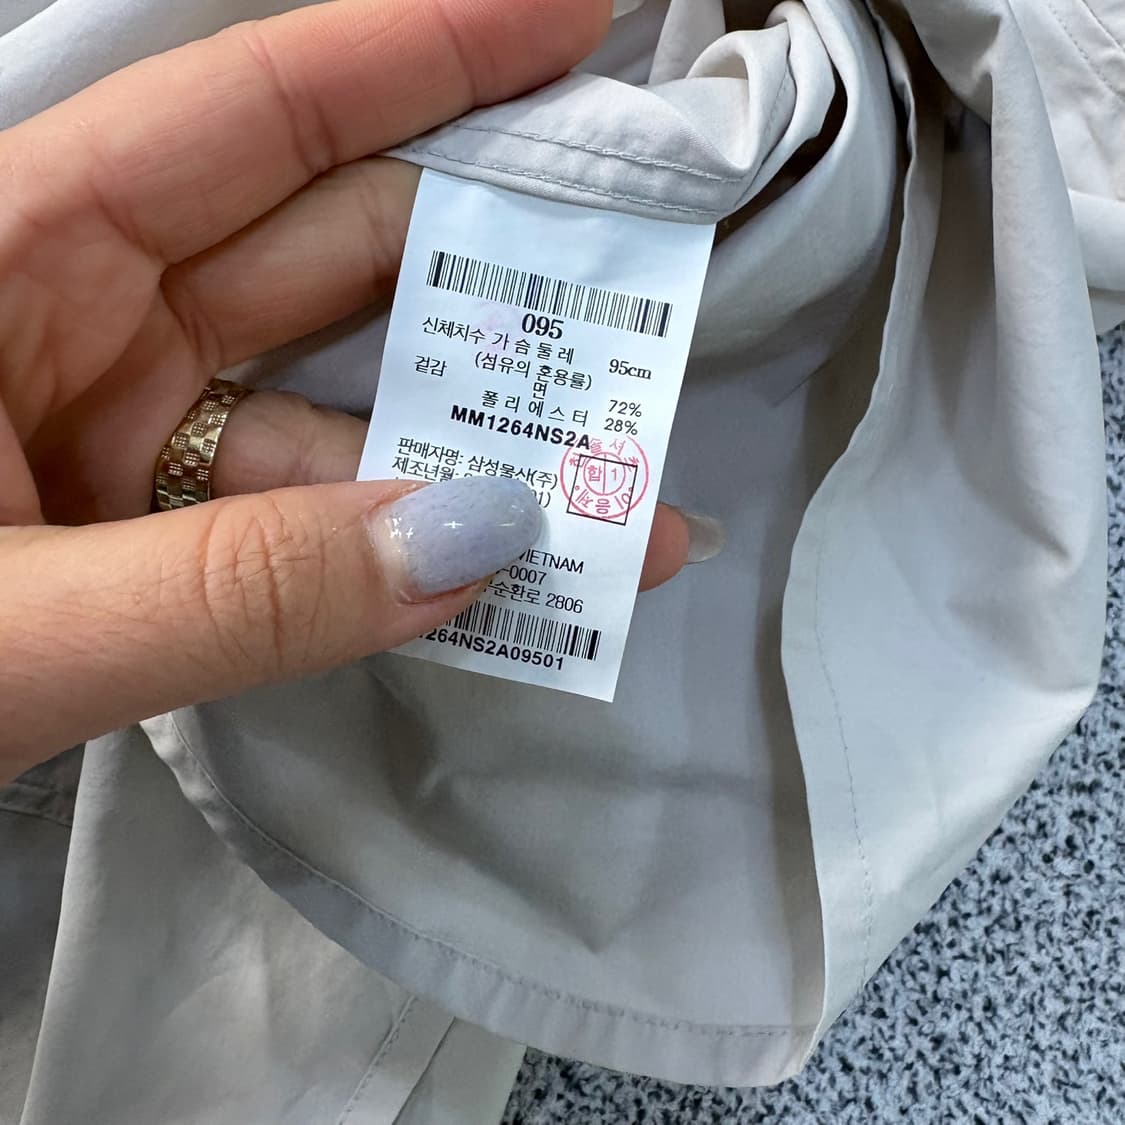 095
신체치수 가슴둘레 95cm
(섬유의 혼용률)
겉감 면 72%
폴리에스터 28%
MM1264NS2A
판매자명: 삼성물산(주)
제조년월:
VIETNAM
-0007
순환로 2806
264NS2A09501